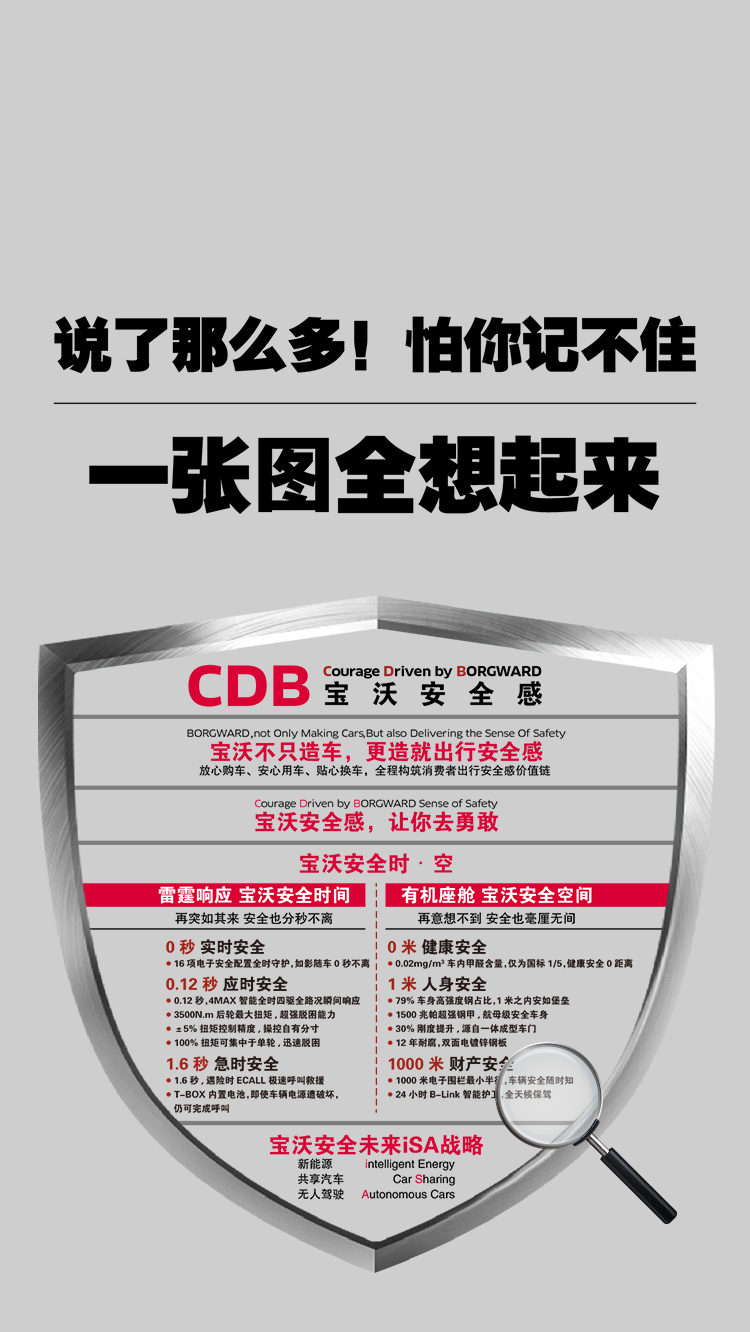 说了那么多！怕你记不住
一张图全想起来
CDB
Courage Driven by BORGWARD
宝沃安全感
BORGWARD,not Only Making Cars,But also Delivering the Sense Of Safety
宝沃不只造车，更造就出行安全感
放心购车、安心用车、贴心换车，全程构筑消费者出行安全感价值链
Courage Driven by BORGWARD Sense of Safety
宝沃安全感，让你去勇敢
宝沃安全时·空
雷霆响应 宝沃安全时间
再突如其来 安全也分秒不离
0 秒 实时安全
16 项电子安全配置全时守护,如影随车 0 秒不离
0.12 秒 应时安全
0.12 秒,4MAX 智能全时四驱全路况瞬间响应
3500N.m 后轮最大扭矩，超强脱困能力
±5% 扭矩控制精度，操控自有分寸
100% 扭矩可集中于单轮，迅速脱困
1.6 秒 急时安全
1.6 秒，遇险时 ECALL 极速呼叫救援
T-BOX 内置电池,即使车辆电源遭破坏,
仍可完成呼叫
有机座舱 宝沃安全空间
再意想不到 安全也毫厘无间
0 米 健康安全
0.02mg/m³ 车内甲醛含量,仅为国标 1/5,健康安全 0 距离
1 米 人身安全
79% 车身高强度钢占比,1 米之内安如堡垒
1500 兆帕超强钢甲，航母级安全车身
30% 刚度提升，源自一体成型车门
12 年耐腐,双面电镀锌钢板
1000 米 财产安全
1000 米电子围栏最小半径,车辆安全随时知
24 小时 B-Link 智能护卫,全天候保驾
宝沃安全未来iSA战略
新能源 intelligent Energy
共享汽车 Car Sharing
无人驾驶 Autonomous Cars